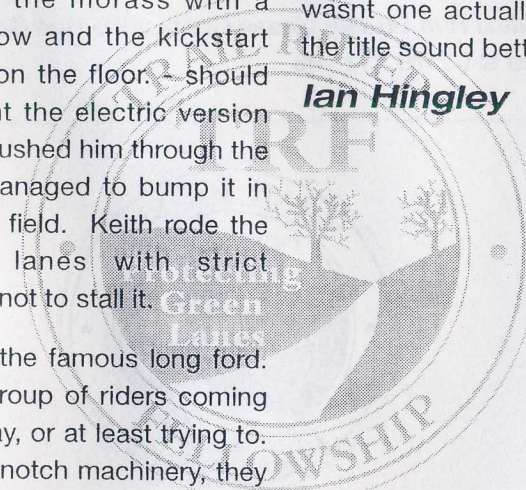 the morass with a
ow and the kickstart
on the floor. - should
t the electric version
ushed him through the
anaged to bump it in
field. Keith rode the
lanes with strict
not to stall it.
the famous long ford.
roup of riders coming
ay, or at least trying to.
notch machinery, they
wasnt one actuall
the title sound bett
Ian Hingley
TRAIL RIDERS
TRF
Protecting
Green
Lanes
FELLOWSHIP